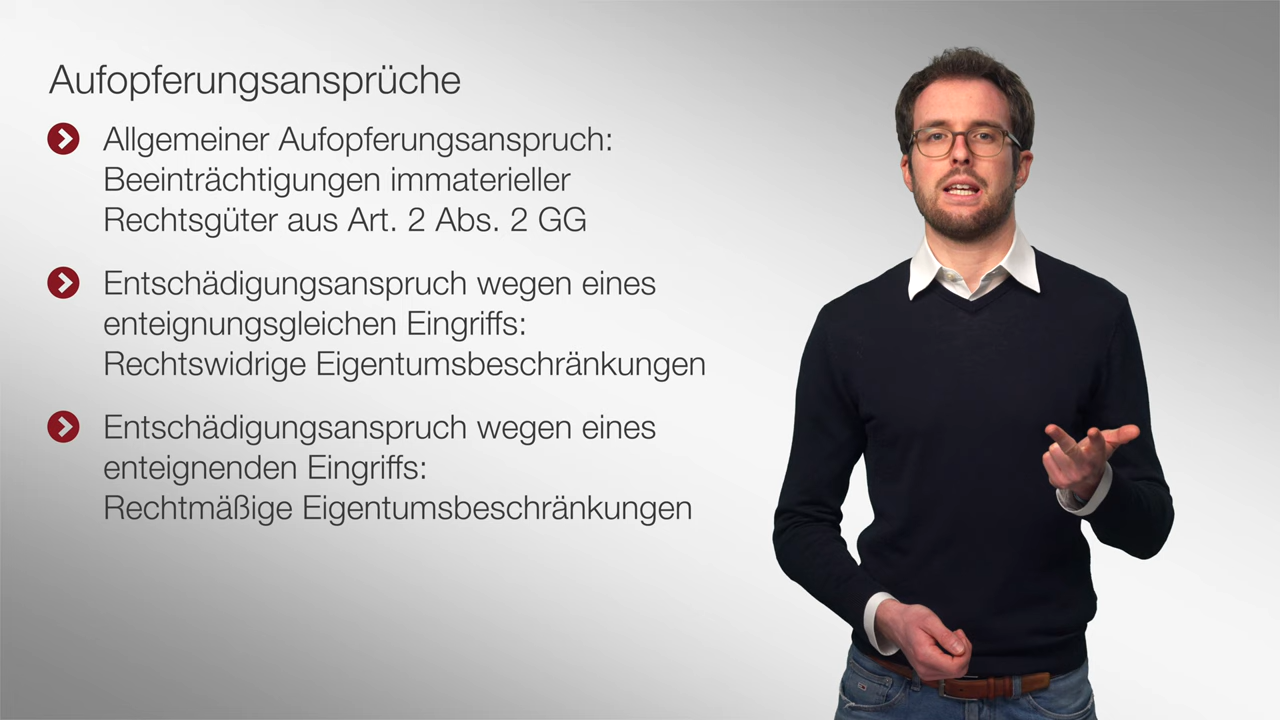 Aufopferungsansprüche
Allgemeiner Aufopferungsanspruch:
Beeinträchtigungen immaterieller
Rechtsgüter aus Art. 2 Abs. 2 GG
Entschädigungsanspruch wegen eines
enteignungsgleichen Eingriffs:
Rechtswidrige Eigentumsbeschränkungen
Entschädigungsanspruch wegen eines
enteignenden Eingriffs:
Rechtmäßige Eigentumsbeschränkungen